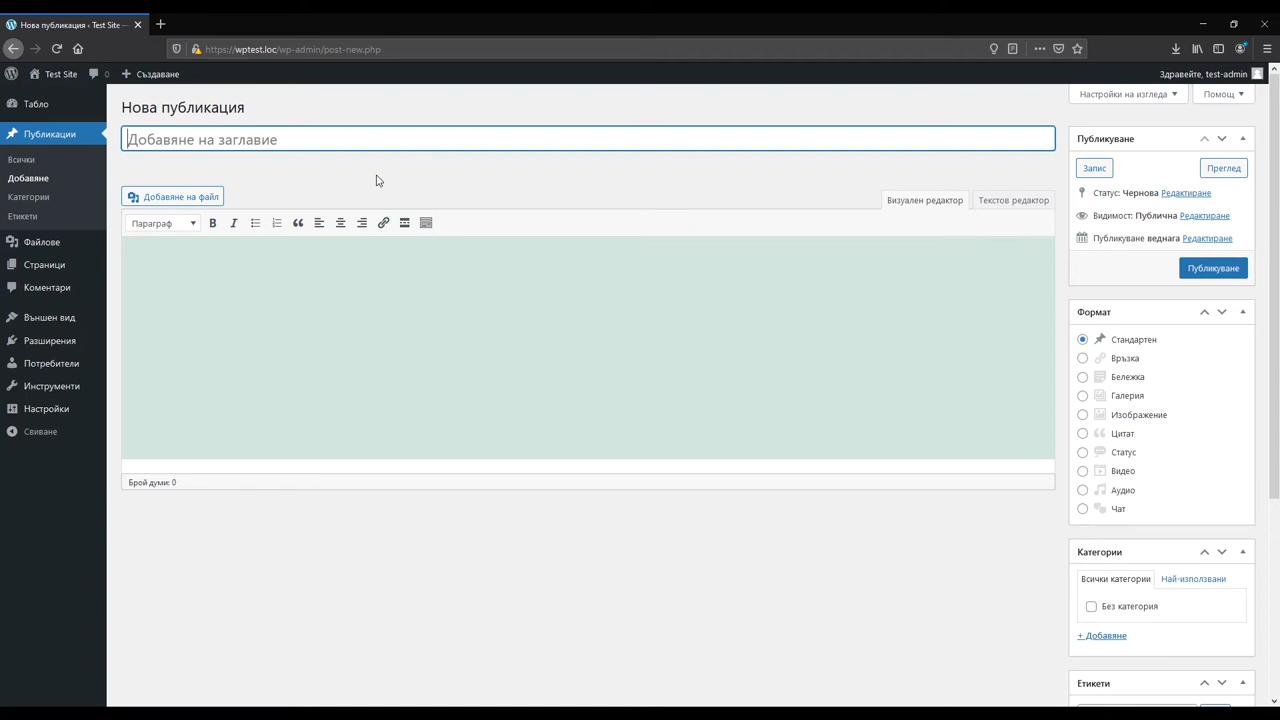 Нова публикация ‹ Test Site —
https://wptest.loc/wp-admin/post-new.php
Test Site
0
Създаване
Здравейте, test-admin
Табло
Публикации
Всички
Добавяне
Категории
Етикети
Файлове
Страници
Коментари
Външен вид
Разширения
Потребители
Инструменти
Настройки
Свиване
Настройки на изгледа
Помощ
Нова публикация
Добавяне на заглавие
Добавяне на файл
Визуален редактор
Текстов редактор
Параграф
B I
Брой думи: 0
Публикуване
Запис
Преглед
Статус: Чернова Редактиране
Видимост: Публична Редактиране
Публикуване веднага Редактиране
Публикуване
Формат
Стандартен
Връзка
Бележка
Галерия
Изображение
Цитат
Статус
Видео
Аудио
Чат
Категории
Всички категории
Най-използвани
Без категория
+ Добавяне
Етикети